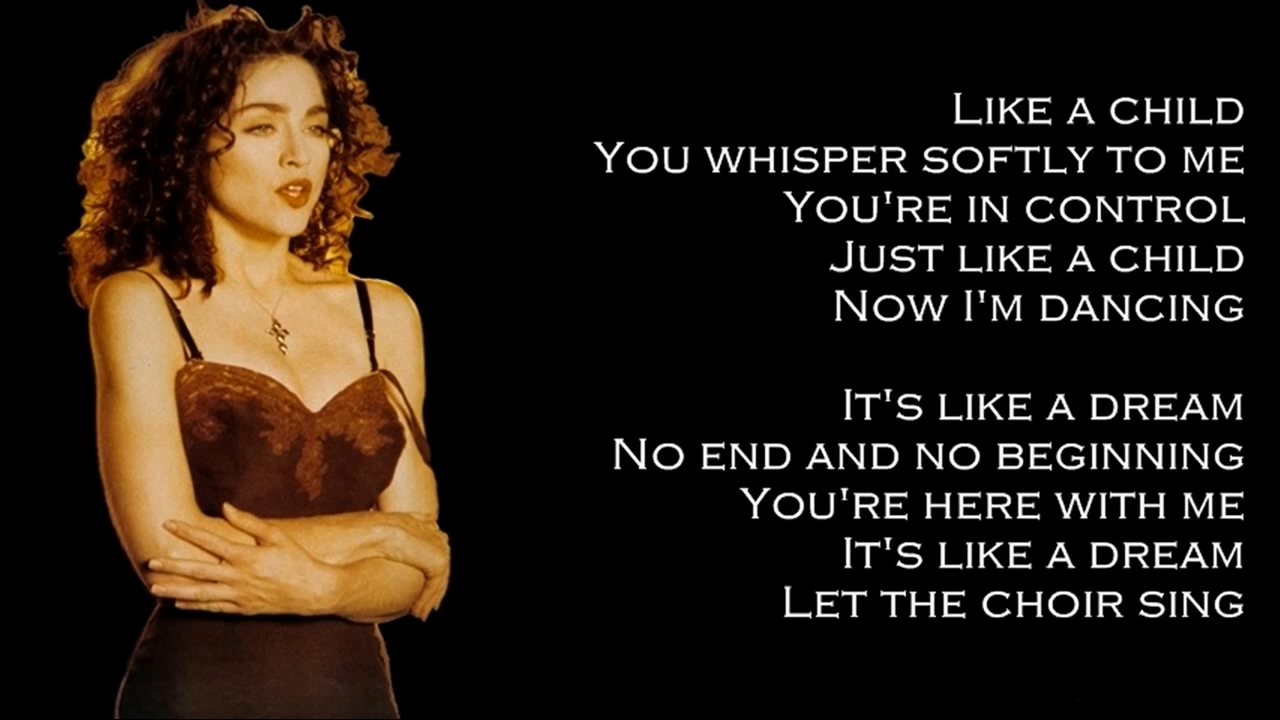 Like a child
You whisper softly to me
You're in control
Just like a child
Now I'm dancing
It's like a dream
No end and no beginning
You're here with me
It's like a dream
Let the choir sing